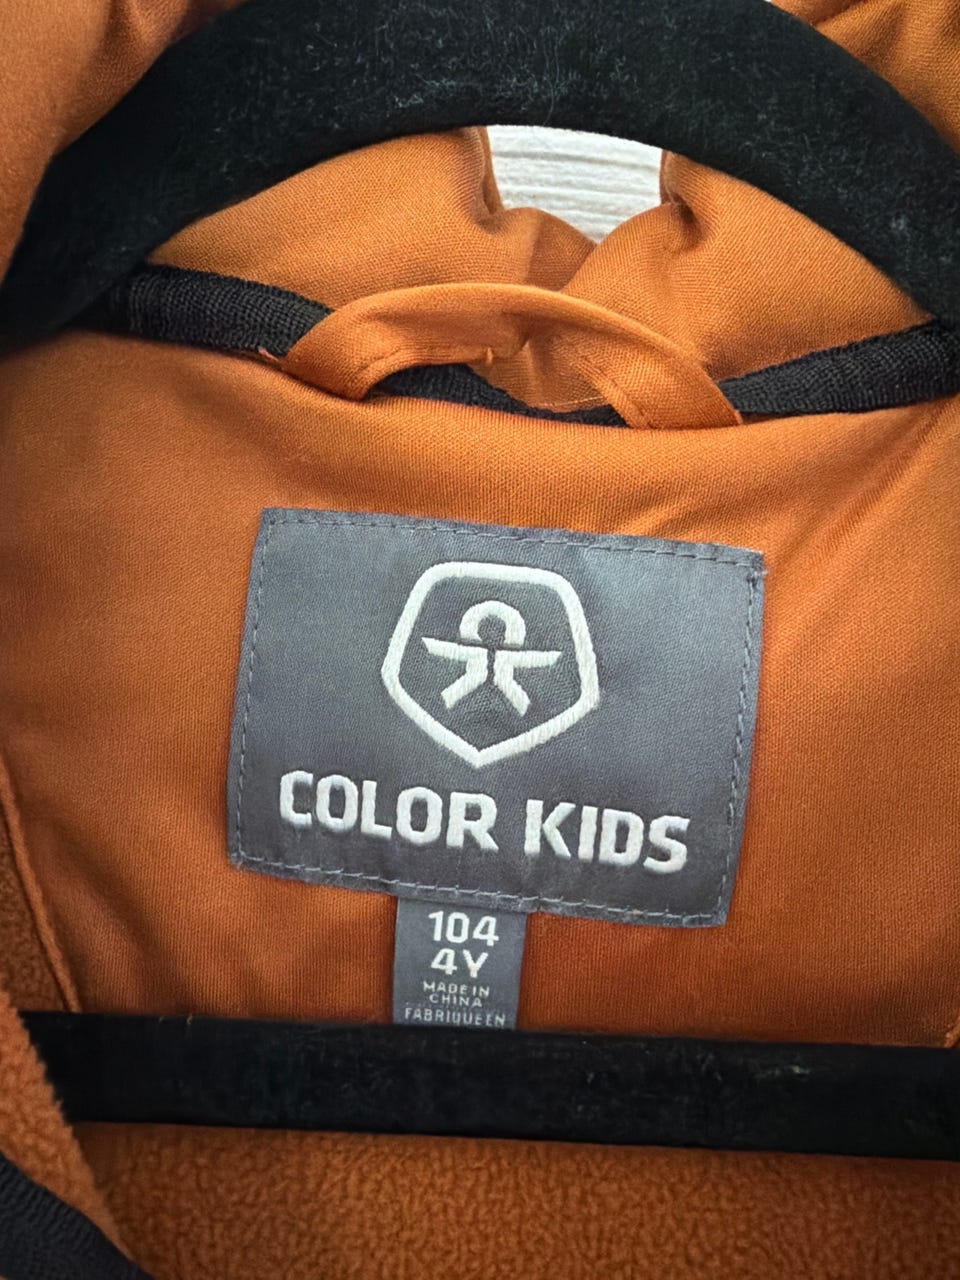 COLOR KIDS
104
4Y
MADE IN
CHINA
FABRIQUE EN